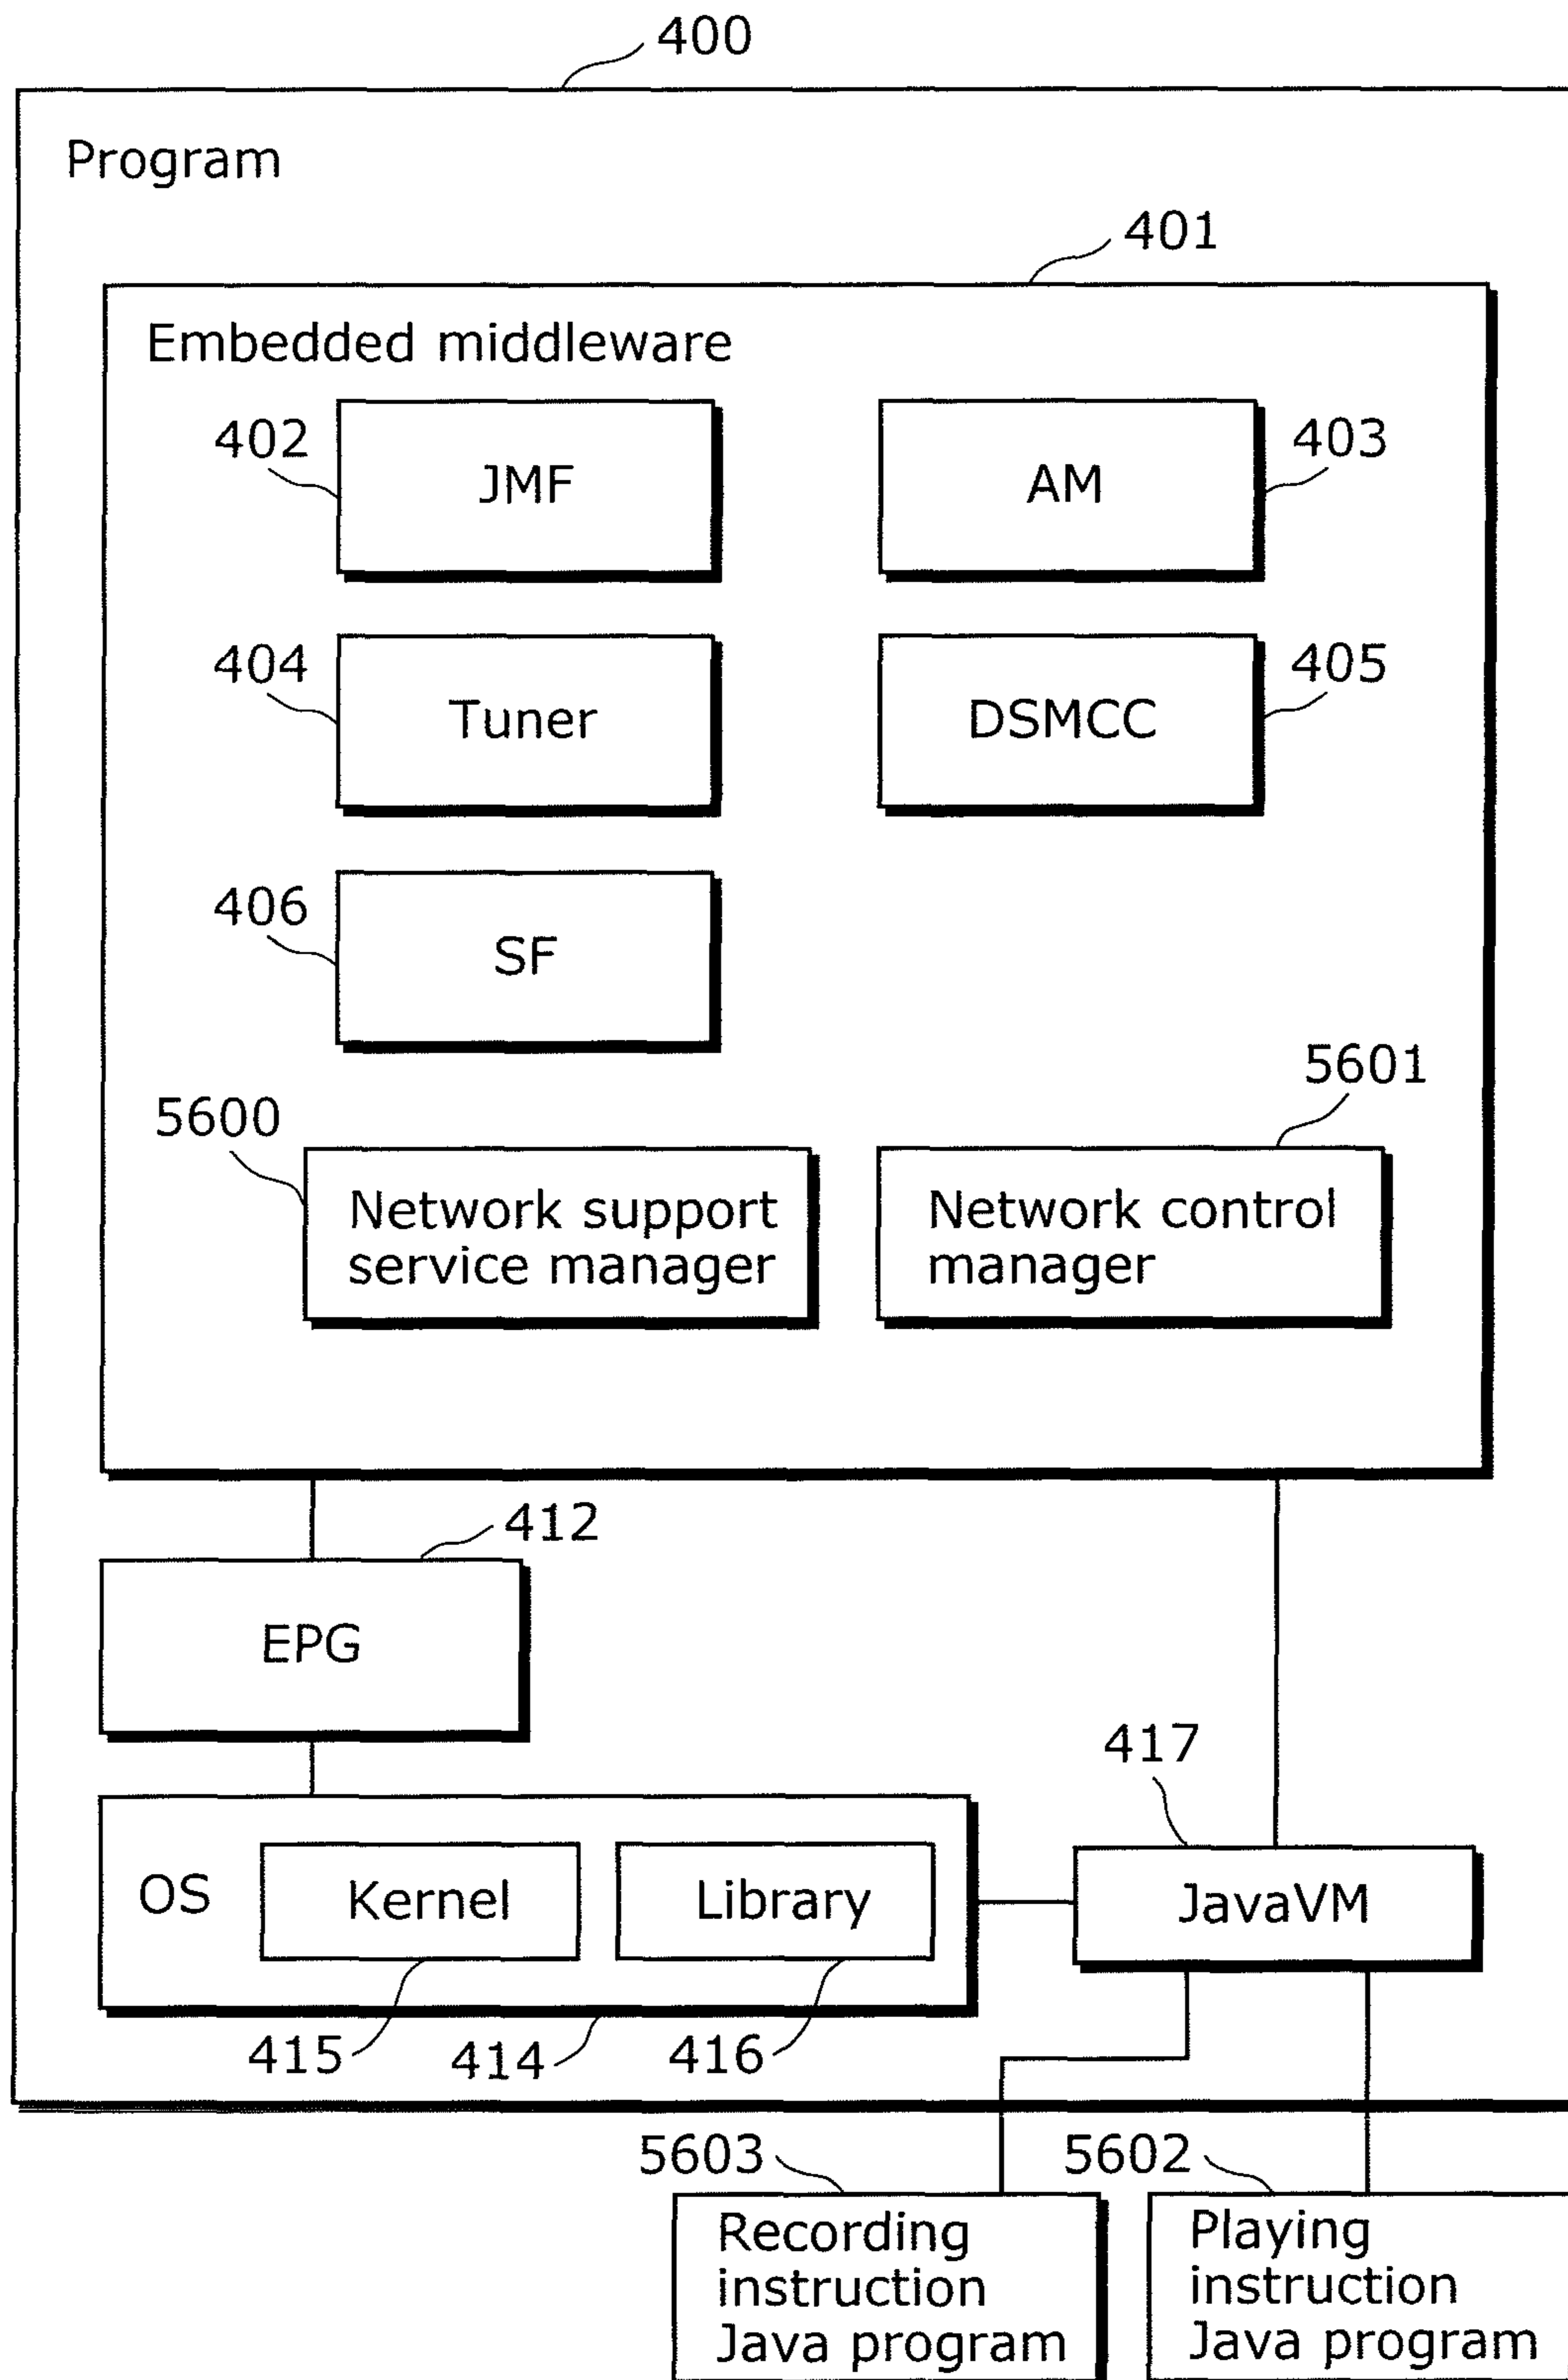 400
Program
401
Embedded middleware
402
JMF
AM
403
404
Tuner
DSMCC
405
406
SF
5601
5600
Network support
service manager
Network control
manager
412
EPG
417
OS
Kernel
Library
JavaVM
415
414
416
5603
5602
Recording
instruction
Java program
Playing
instruction
Java program